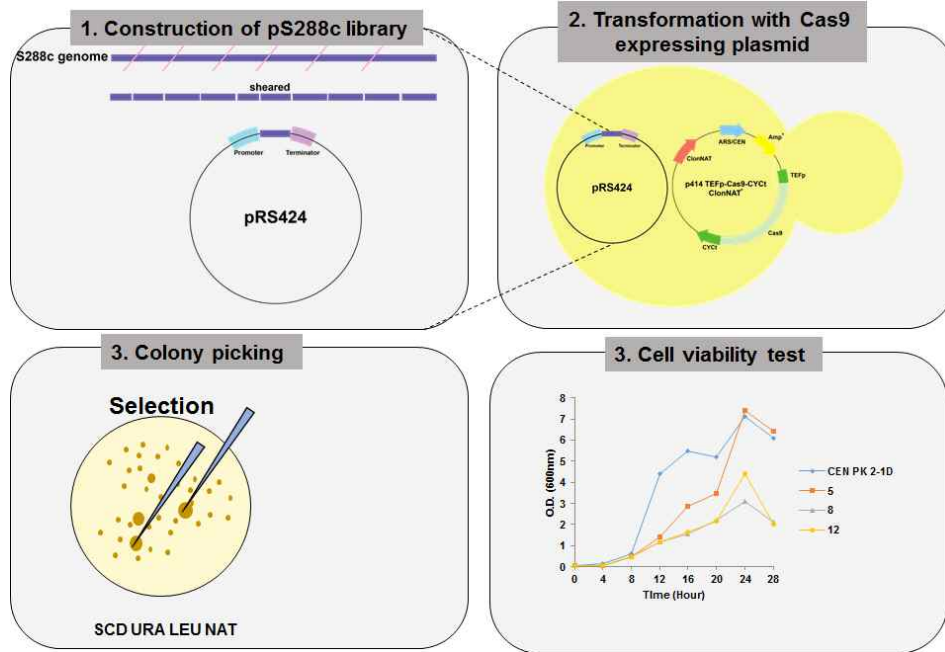 1. Construction of pS288c library
S288c genome
sheared
Promoter
Terminator
pRS424
2. Transformation with Cas9
expressing plasmid
Promoter
Terminator
pRS424
ARS/CEN
Amp r
ClonNAT
TEFp
p414 TEFp-Cas9-CYCt
ClonNAT r
Cas9
CYCt
3. Colony picking
Selection
SCD URA LEU NAT
3. Cell viability test
O.D. (600nm)
8
7
6
5
4
3
2
1
0
0 4 8 12 16 20 24 28
TIme (Hour)
CEN PK 2-1D
5
8
12